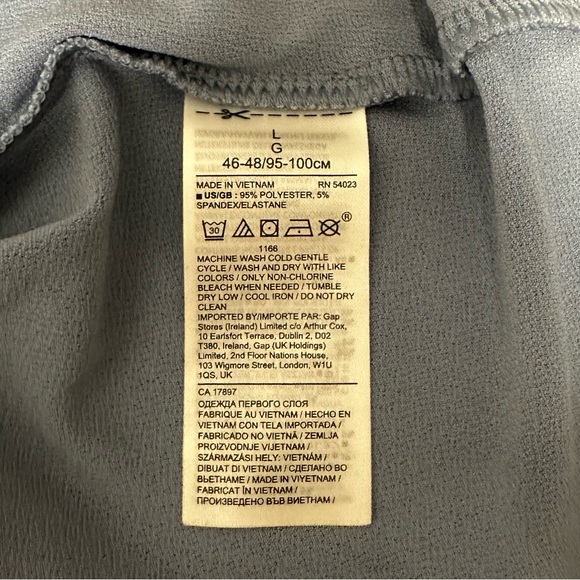 L
G
46-48/95-100CM
MADE IN VIETNAM RN 54023
■ US/GB : 95% POLYESTER, 5%
SPANDEX/ELASTANE
30 ®
1166
MACHINE WASH COLD GENTLE
CYCLE / WASH AND DRY WITH LIKE
COLORS / ONLY NON-CHLORINE
BLEACH WHEN NEEDED / TUMBLE
DRY LOW / COOL IRON / DO NOT DRY
CLEAN
IMPORTED BY/IMPORTE PAR: Gap
Stores (Ireland) Limited c/o Arthur Cox,
10 Earlsfort Terrace, Dublin 2, D02
T380, Ireland, Gap (UK Holdings)
Limited, 2nd Floor Nations House,
103 Wigmore Street, London, W1U
1QS, UK
CA 17897
ОДЕЖДА ПЕРВОГО СЛОЯ
FABRIQUE AU VIETNAM / HECHO EN
VIETNAM CON TELA IMPORTADA /
FABRICADO NO VIETNÃ / ZEMLJA
PROIZVODNJE VIJETNAM /
SZÁRMAZÁSI HELY: VIETNAM /
DIBUAT DI VIETNAM / СДЕЛАНО ВО
ВЬЕТНАМЕ / MADE IN VIYETNAM /
FABRICAT ÎN VIETNAM /
ПРОИЗВЕДЕНО ВЪВ ВИЕТНАМ /